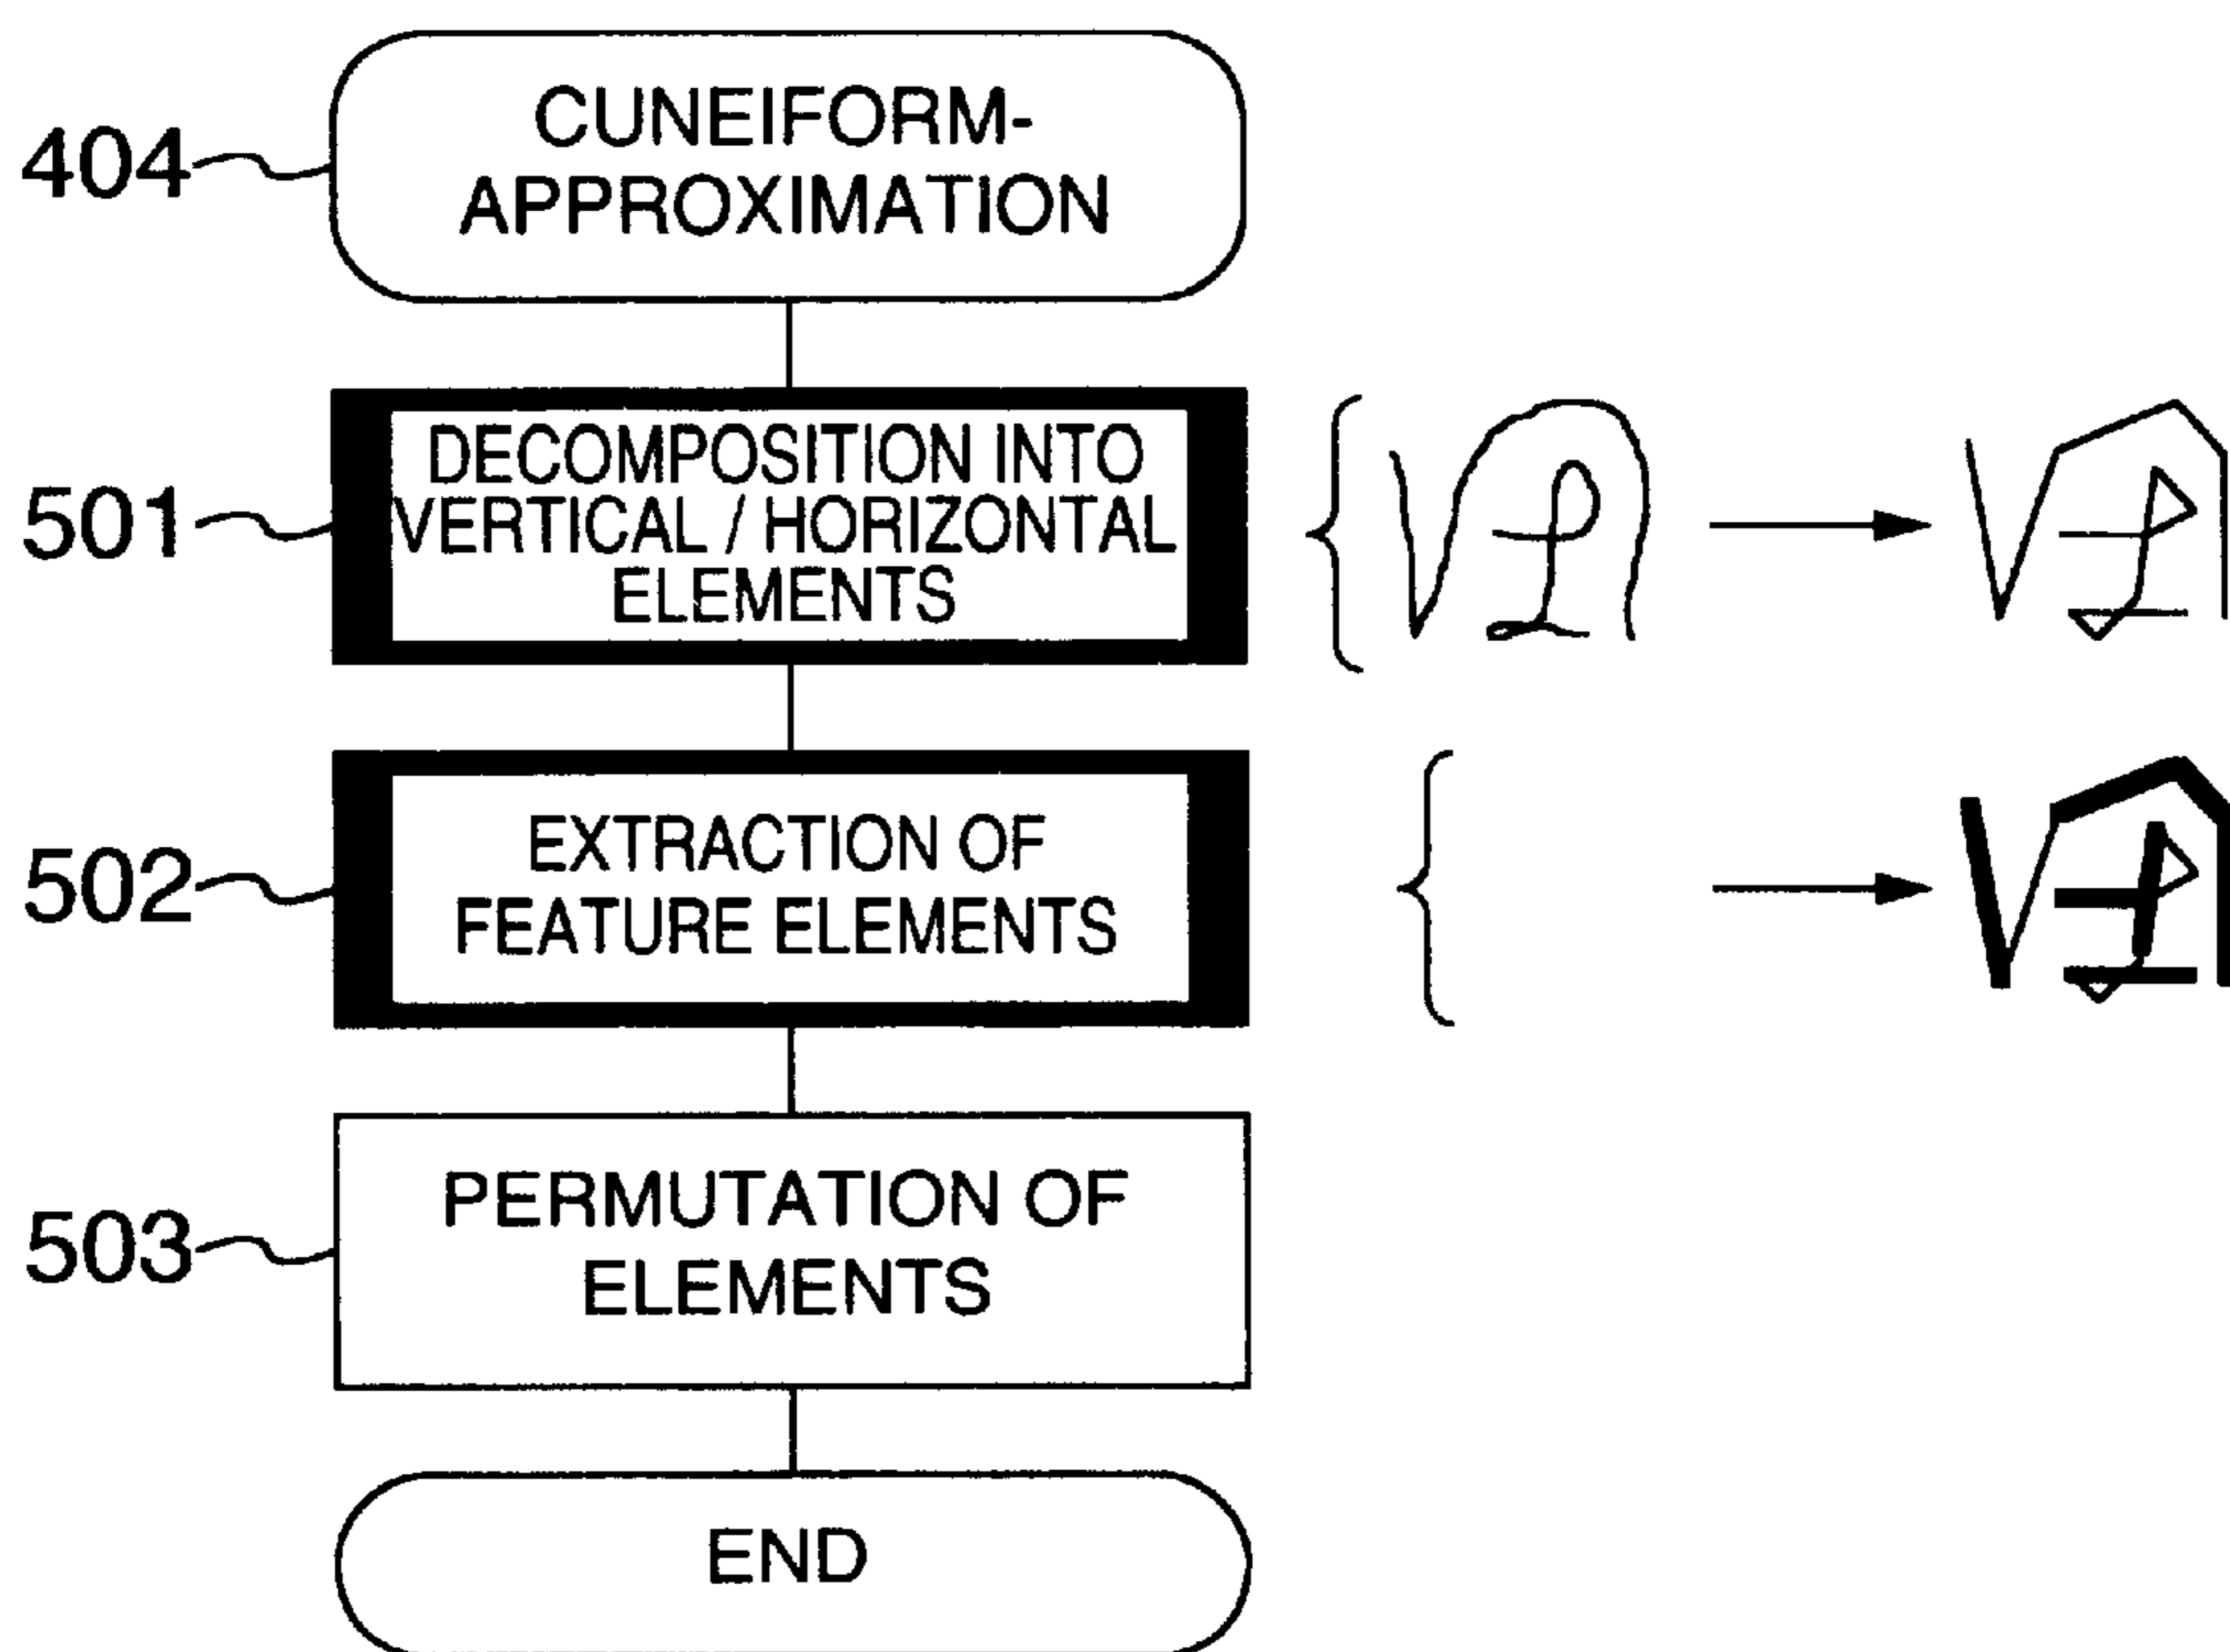 404
CUNEIFORM-
APPROXIMATION
501
DECOMPOSITION INTO
VERTICAL / HORIZONTAL
ELEMENTS
502
EXTRACTION OF
FEATURE ELEMENTS
503
PERMUTATION OF
ELEMENTS
END